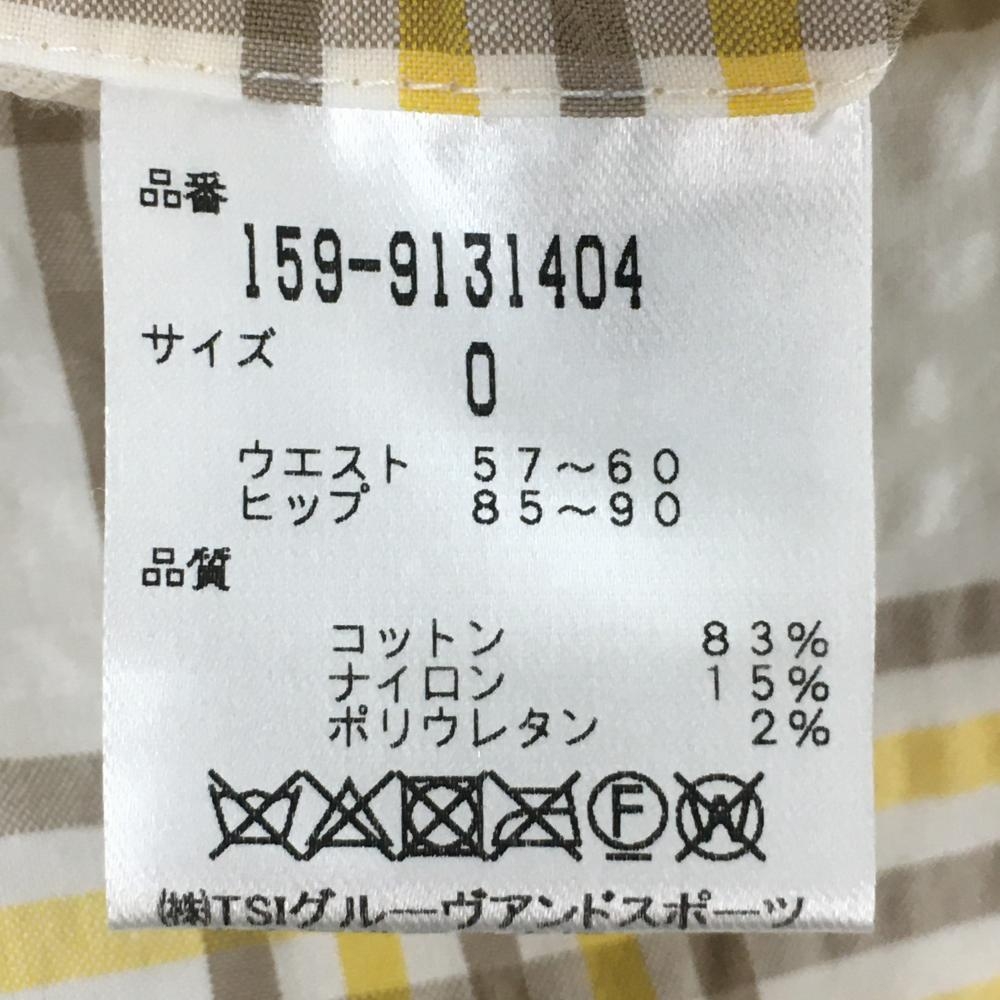 品番
159-9131404
サイズ
0
ウエスト 57～60
ヒップ 85～90
品質
コットン 83%
ナイロン 15%
ポリウレタン 2%
F W
㈱TSIグルーヴアンドスポーツ